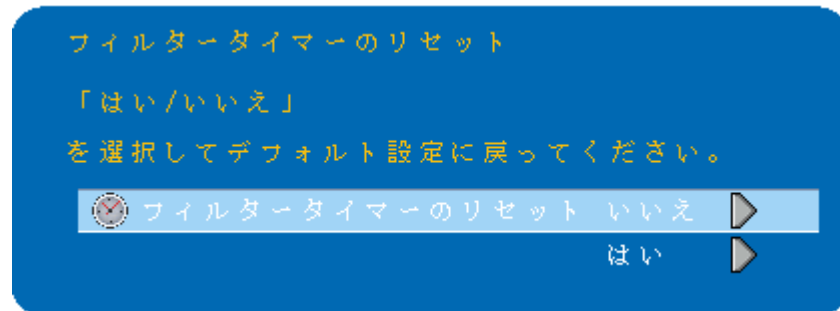 フィルタータイマーのリセット
「はい/いいえ」
を選択してデフォルト設定に戻ってください。
フィルタータイマーのリセット いいえ
はい